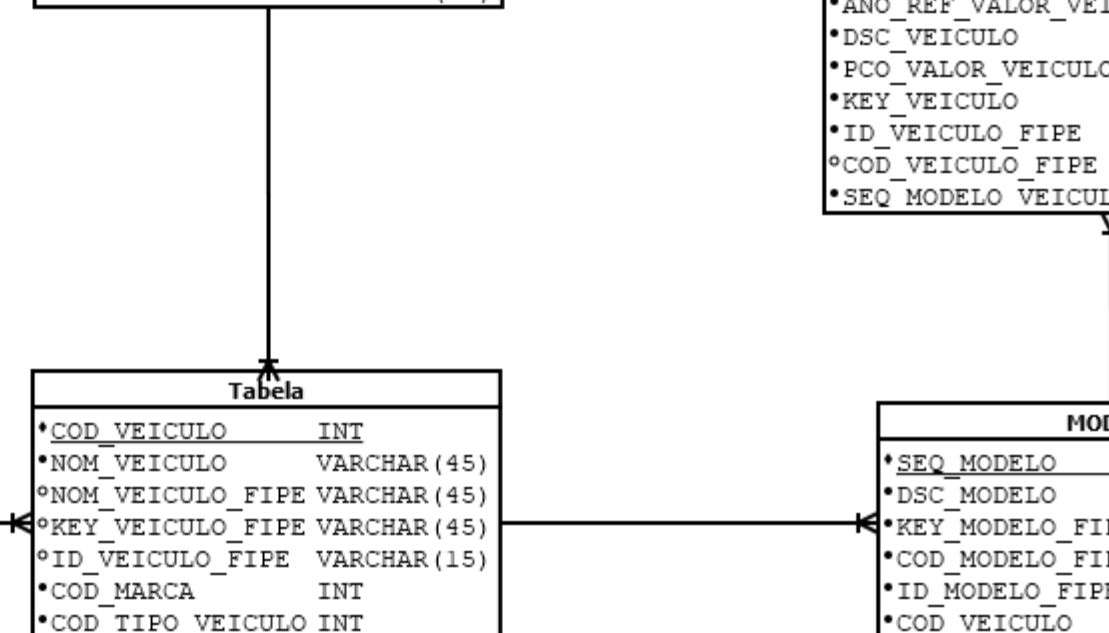 ANO_REF_VALOR_VEI
DSC_VEICULO
PCO_VALOR_VEICULO
KEY_VEICULO
ID_VEICULO_FIPE
COD_VEICULO_FIPE
SEQ_MODELO_VEICUL
Tabela
COD_VEICULO INT
NOM_VEICULO VARCHAR(45)
NOM_VEICULO_FIPE VARCHAR(45)
KEY_VEICULO_FIPE VARCHAR(45)
ID_VEICULO_FIPE VARCHAR(15)
COD_MARCA INT
COD_TIPO_VEICULO INT
MOD
SEQ_MODELO
DSC_MODELO
KEY_MODELO_FI
COD_MODELO_FI
ID_MODELO_FIP
COD_VEICULO